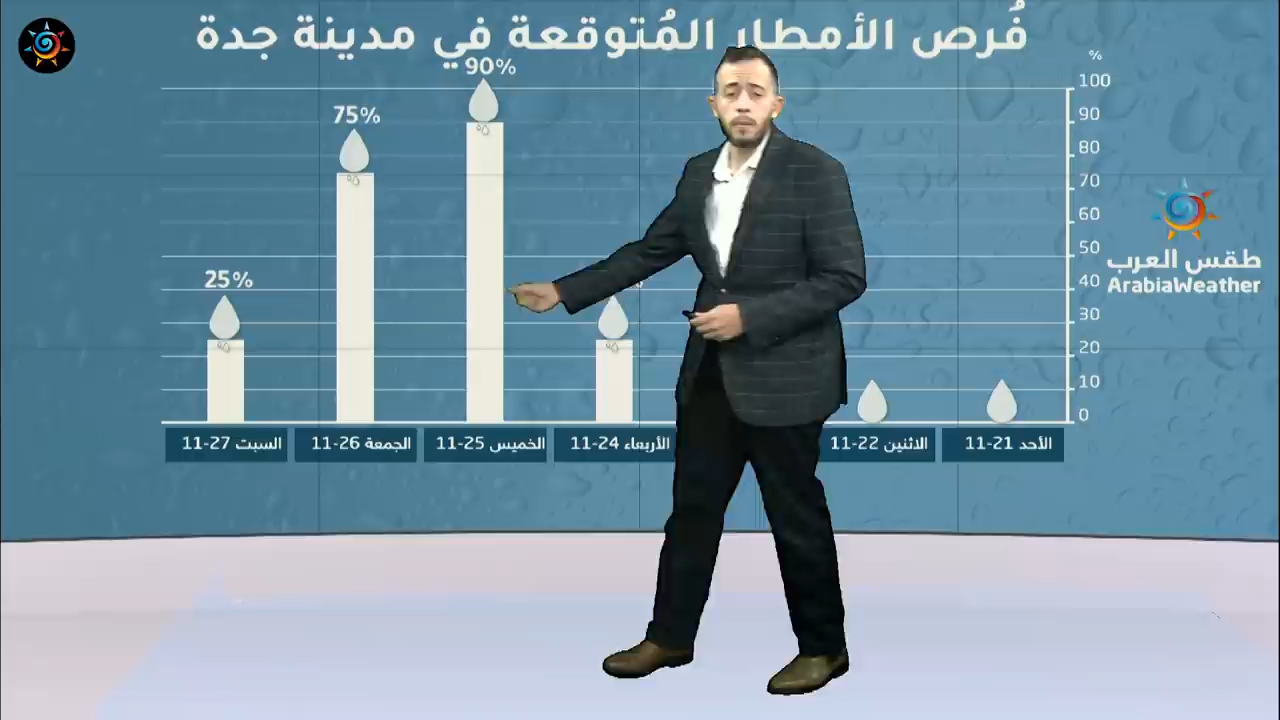 فُرص الأمطار المُتوقعة في مدينة جدة
%
100
90
80
70
60
50
40
30
20
10
0
90%
75%
25%
الأحد 21-11
الاثنين 22-11
الأربعاء 24-11
الخميس 25-11
الجمعة 26-11
السبت 27-11
طقس العرب
ArabiaWeather